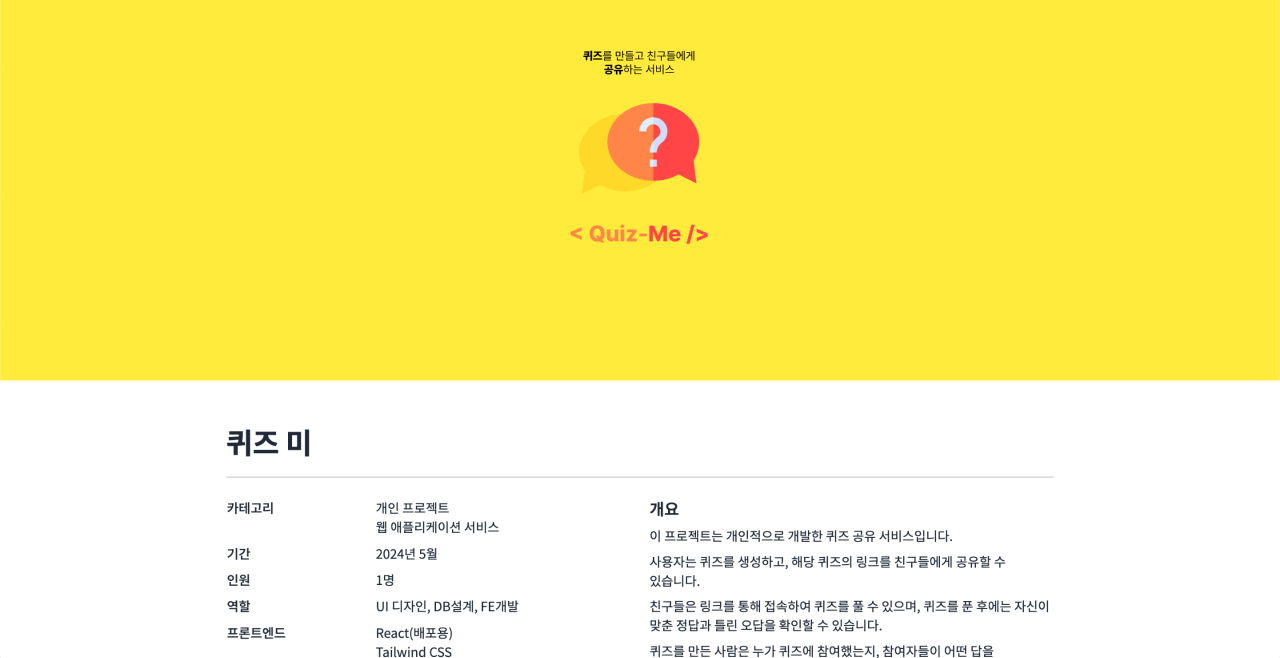 퀴즈를 만들고 친구들에게
공유하는 서비스
?
< Quiz-Me />
퀴즈 미
카테고리
개인 프로젝트
웹 애플리케이션 서비스
기간
2024년 5월
인원
1명
역할
UI 디자인, DB설계, FE개발
프론트엔드
React(배포용)
Tailwind CSS
개요
이 프로젝트는 개인적으로 개발한 퀴즈 공유 서비스입니다.
사용자는 퀴즈를 생성하고, 해당 퀴즈의 링크를 친구들에게 공유할 수
있습니다.
친구들은 링크를 통해 접속하여 퀴즈를 풀 수 있으며, 퀴즈를 푼 후에는 자신이
맞춘 정답과 틀린 오답을 확인할 수 있습니다.
퀴즈를 만든 사람은 누가 퀴즈에 참여했는지, 참여자들이 어떤 답을